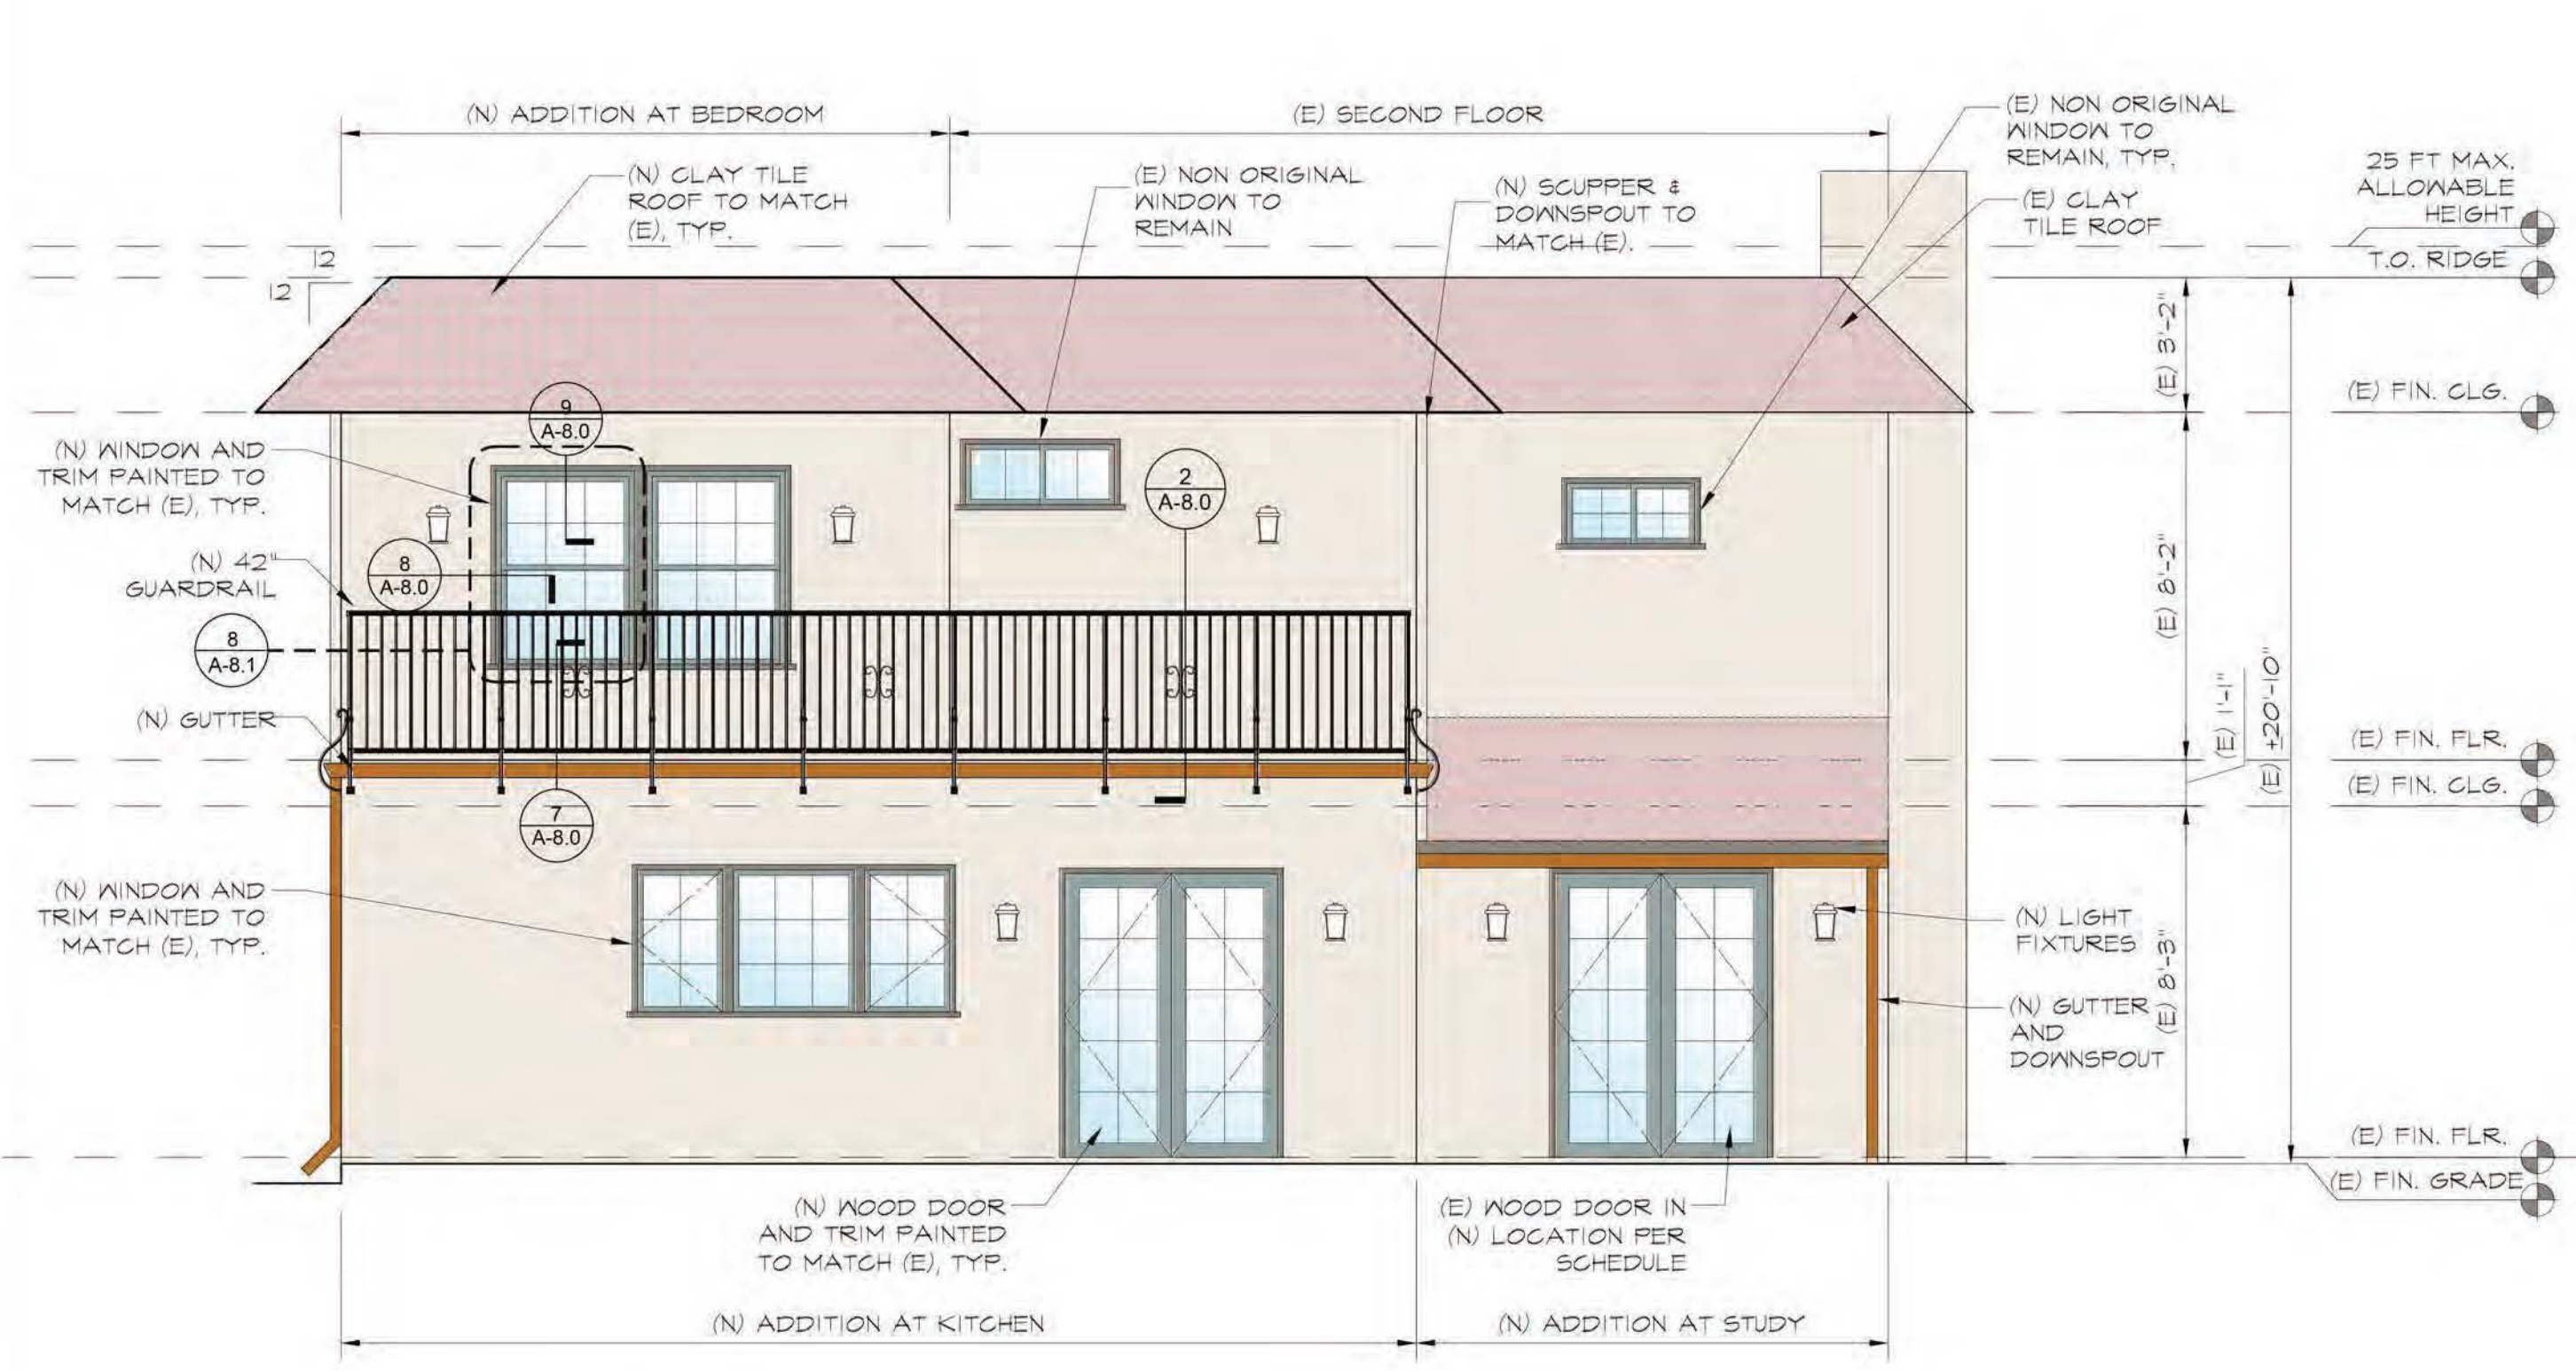 (N) ADDITION AT BEDROOM
(E) SECOND FLOOR
(N) CLAY TILE
ROOF TO MATCH
(E), TYP.
(E) NON ORIGINAL
WINDOW TO
REMAIN
(N) SCUPPER &
DOWNSPOUT TO
MATCH (E).
(E) NON ORIGINAL
WINDOW TO
REMAIN, TYP.
(E) CLAY
TILE ROOF
25 FT MAX.
ALLOWABLE
HEIGHT
T.O. RIDGE
12
12
(E) 3'-2"
(E) FIN. CLG.
9
A-8.0
(N) WINDOW AND
TRIM PAINTED TO
MATCH (E), TYP.
2
A-8.0
(N) 42"
GUARDRAIL
8
A-8.0
8
A-8.1
(E) 8'-2"
(N) GUTTER
(E) 1'-1"
(E) ±20'-10"
(E) FIN. FLR.
(E) FIN. CLG.
7
A-8.0
(N) WINDOW AND
TRIM PAINTED TO
MATCH (E), TYP.
(N) LIGHT
FIXTURES
(E) 8'-3"
(N) GUTTER
AND
DOWNSPOUT
(E) FIN. FLR.
(E) FIN. GRADE
(N) WOOD DOOR
AND TRIM PAINTED
TO MATCH (E), TYP.
(E) WOOD DOOR IN
(N) LOCATION PER
SCHEDULE
(N) ADDITION AT KITCHEN
(N) ADDITION AT STUDY